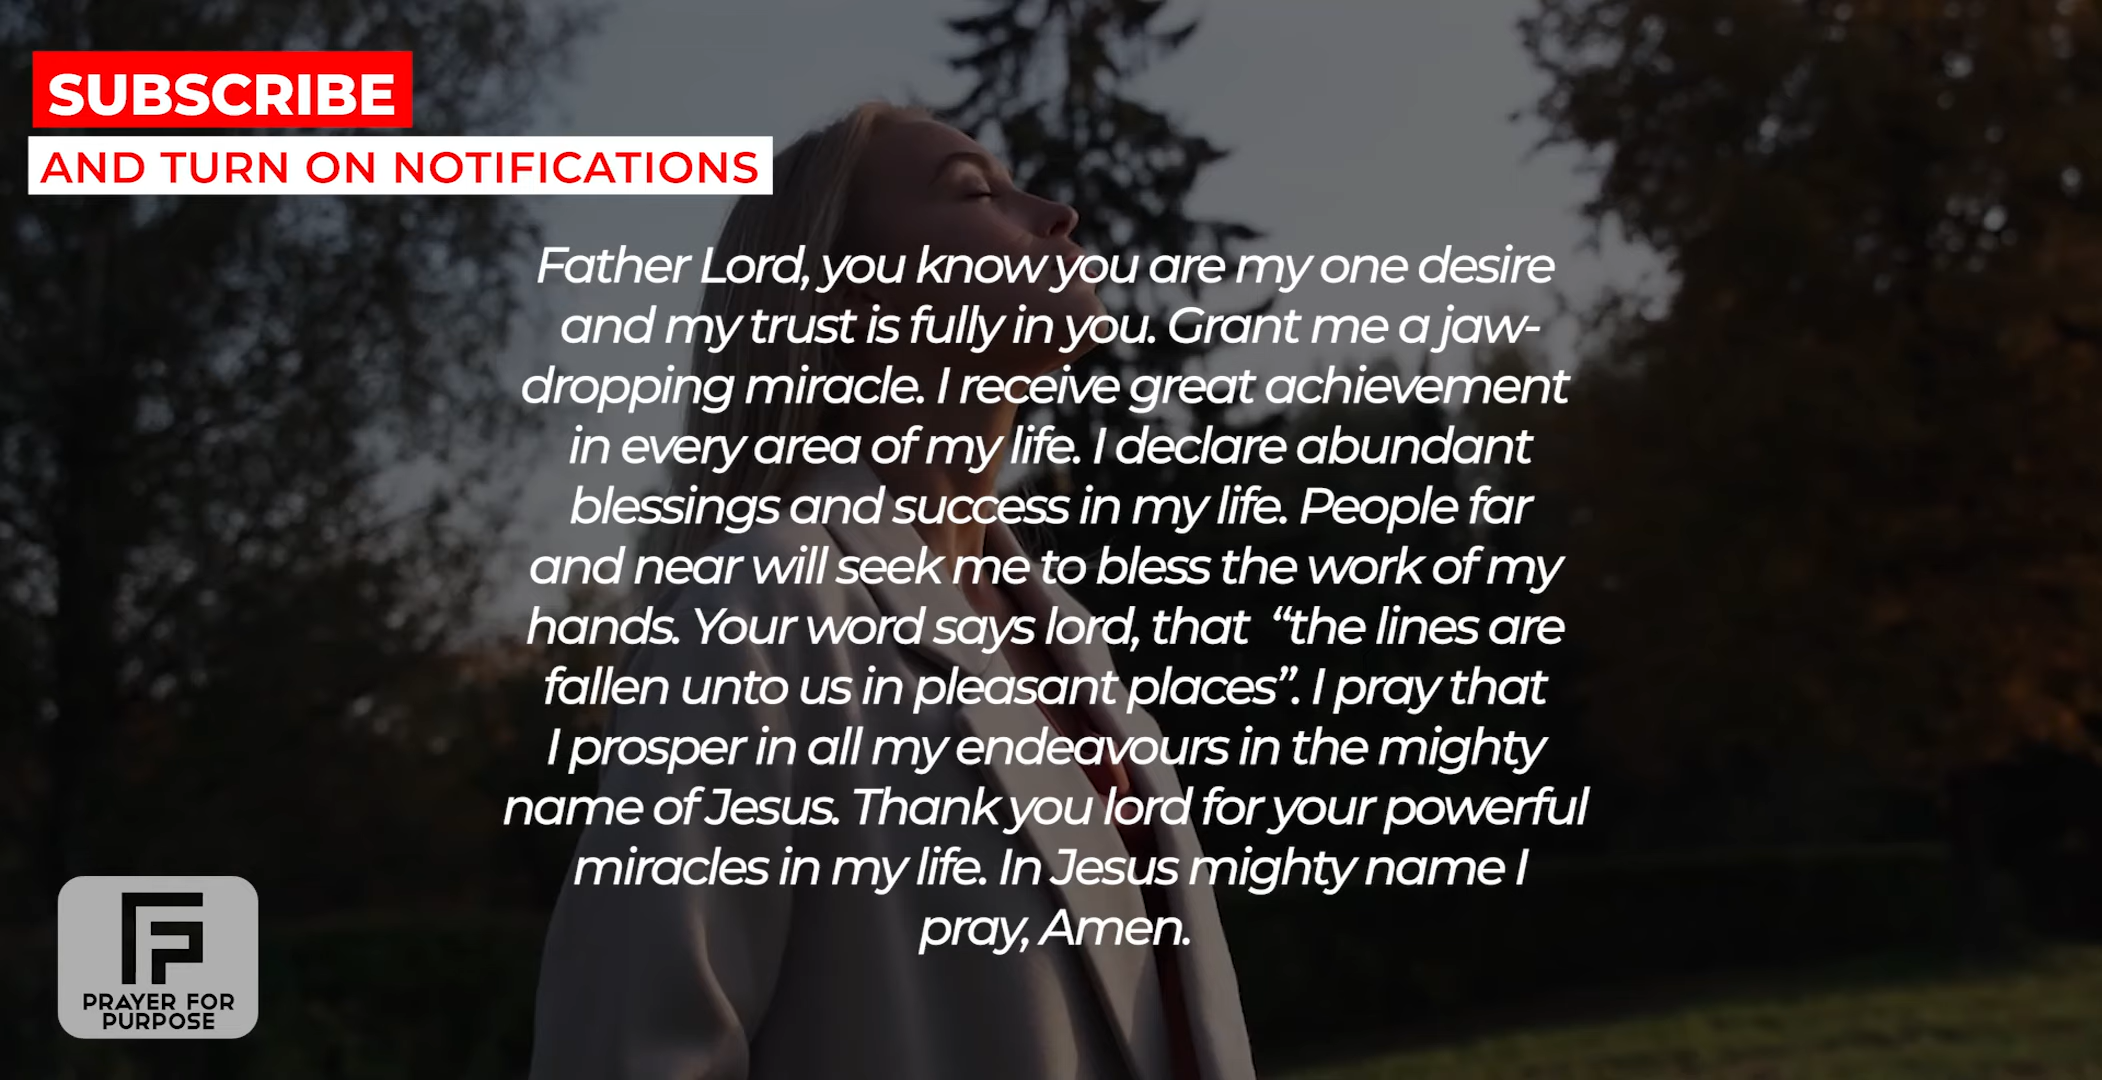 SUBSCRIBE
AND TURN ON NOTIFICATIONS
Father Lord, you know you are my one desire
and my trust is fully in you. Grant me a jaw-
dropping miracle. I receive great achievement
in every area of my life. I declare abundant
blessings and success in my life. People far
and near will seek me to bless the work of my
hands. Your word says lord, that “the lines are
fallen unto us in pleasant places”. I pray that
I prosper in all my endeavours in the mighty
name of Jesus. Thank you lord for your powerful
miracles in my life. In Jesus mighty name I
pray, Amen.
PRAYER FOR
PURPOSE